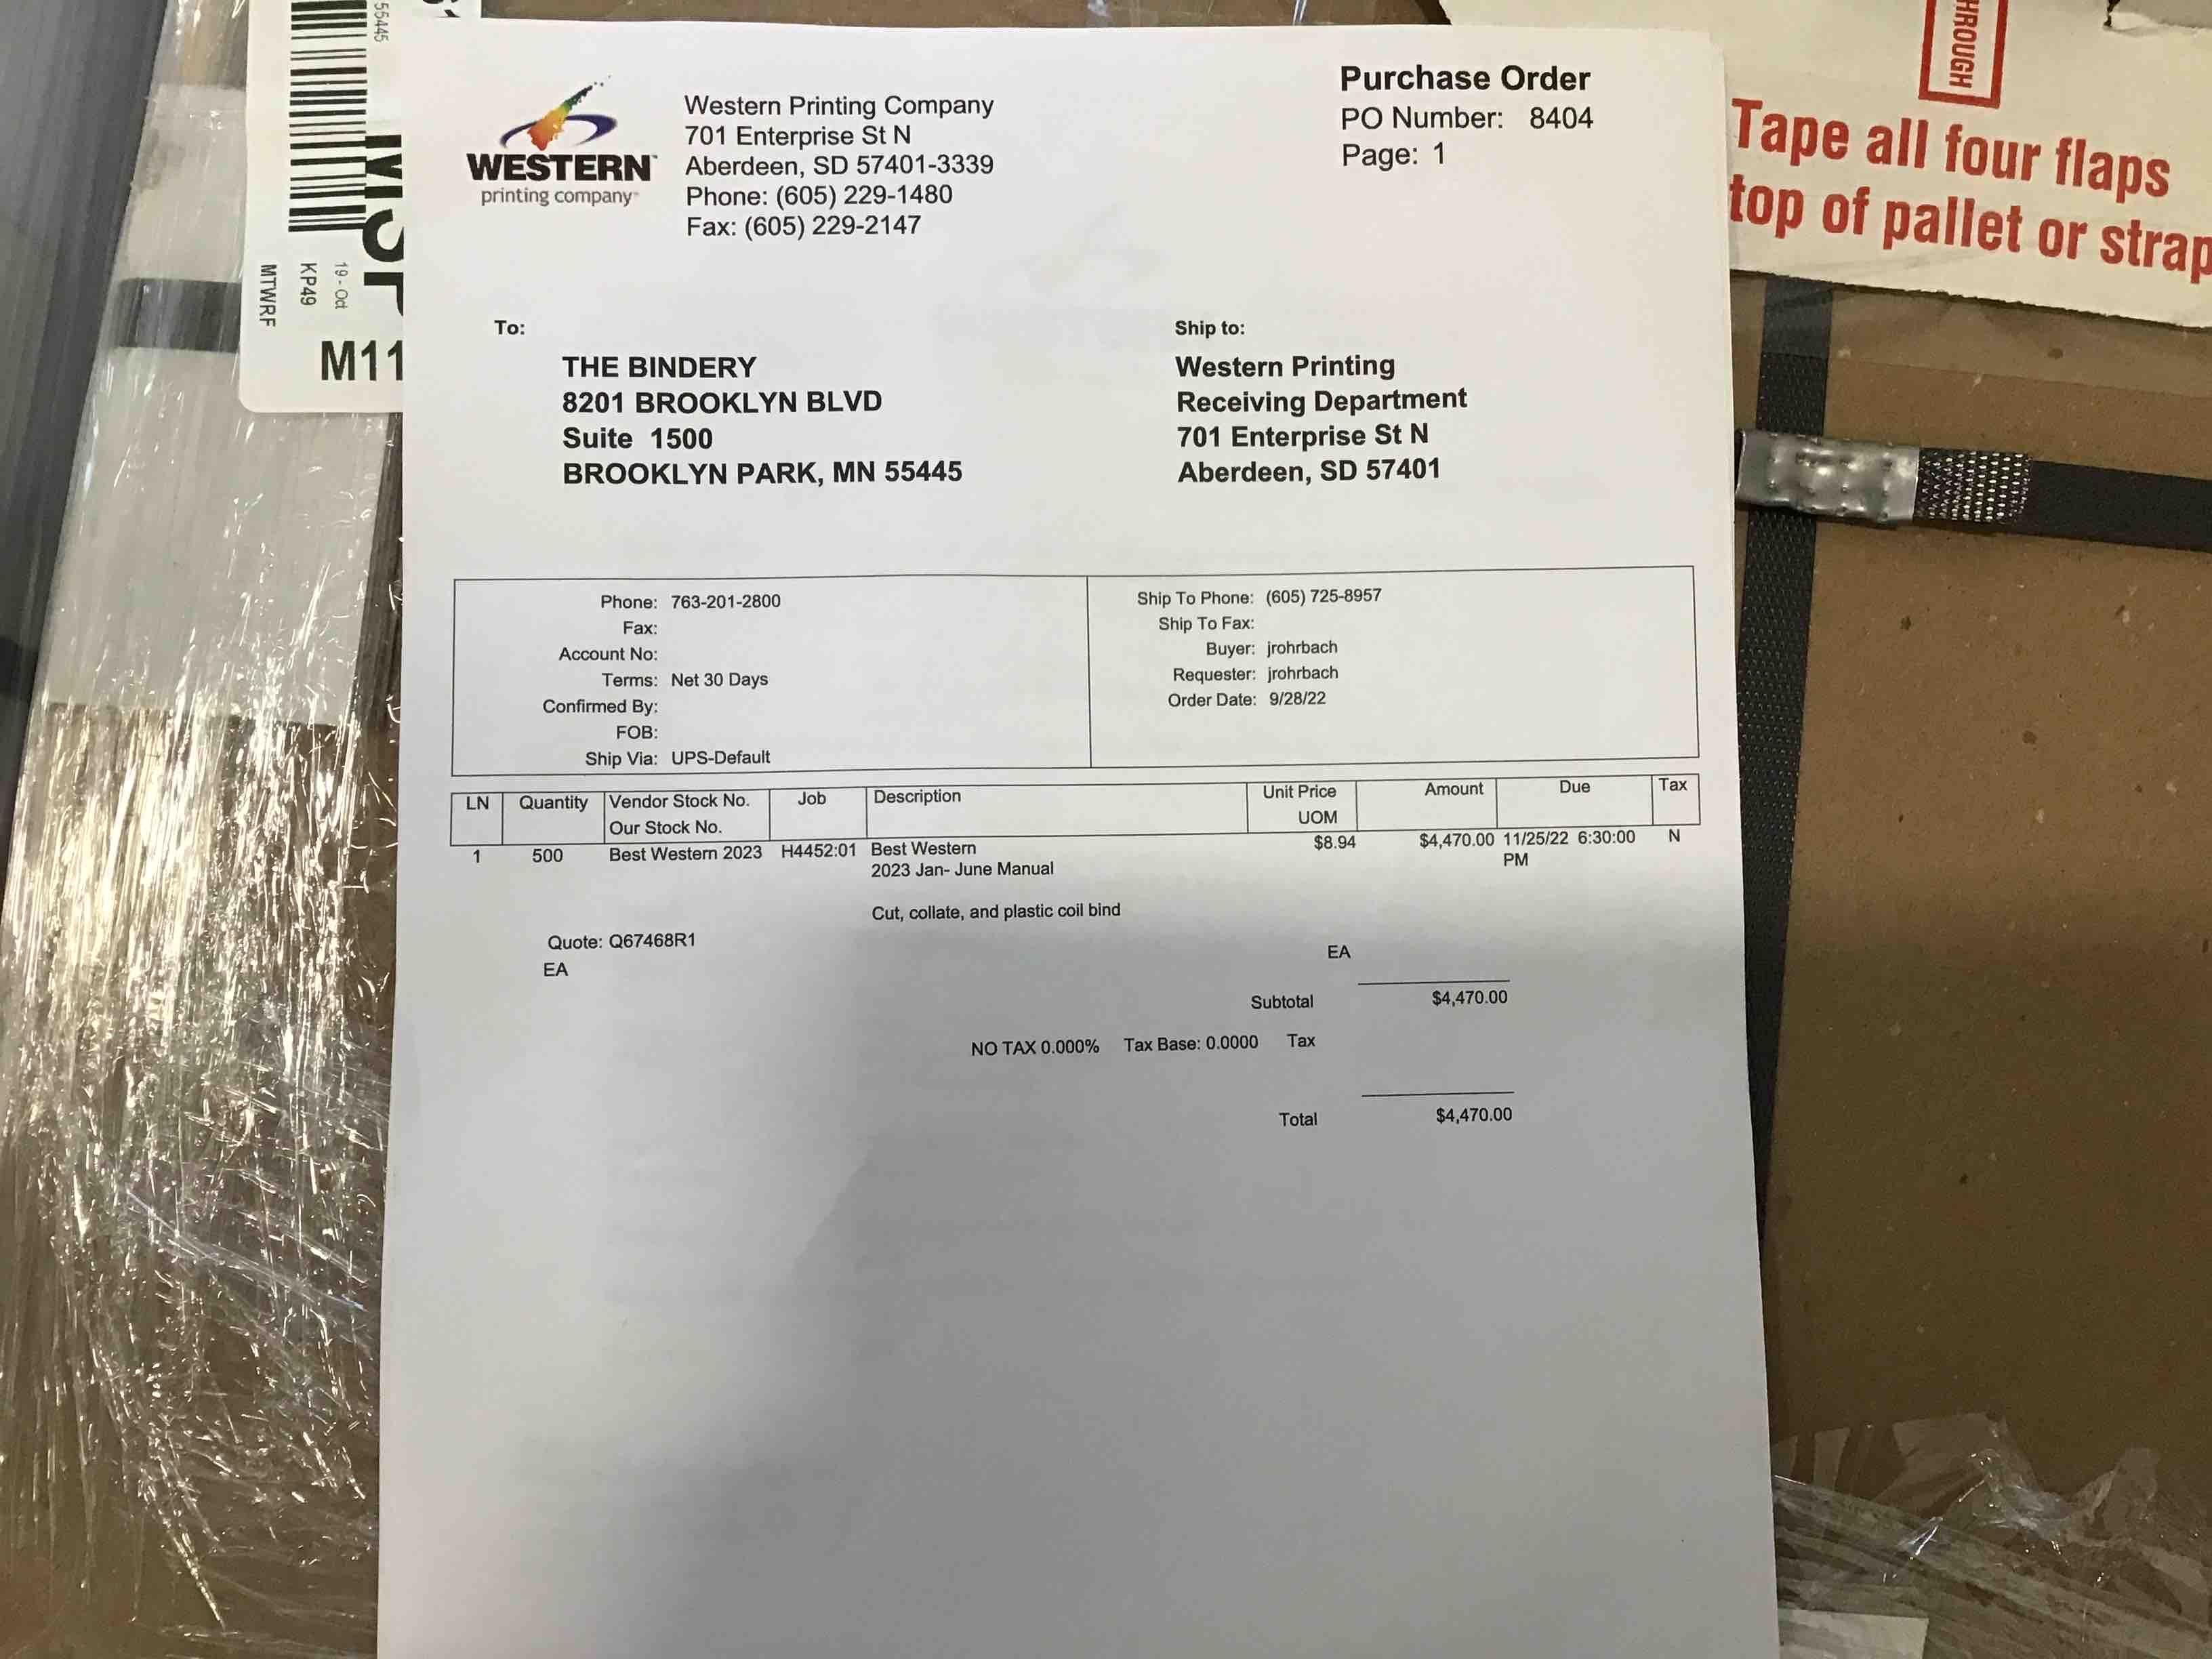 55445
19 - Oct
KP49
MTWRF
M11
WESTERN
printing company
Western Printing Company
701 Enterprise St N
Aberdeen, SD 57401-3339
Phone: (605) 229-1480
Fax: (605) 229-2147
Purchase Order
PO Number: 8404
Page: 1
Tape all four flaps
top of pallet or strap
To:
THE BINDERY
8201 BROOKLYN BLVD
Suite 1500
BROOKLYN PARK, MN 55445
Ship to:
Western Printing
Receiving Department
701 Enterprise St N
Aberdeen, SD 57401
Phone: 763-201-2800
Fax:
Account No:
Terms: Net 30 Days
Confirmed By:
FOB:
Ship Via: UPS-Default
Ship To Phone: (605) 725-8957
Ship To Fax:
Buyer: jrohrbach
Requester: jrohrbach
Order Date: 9/28/22
LN Quantity Vendor Stock No. Job Description Unit Price Amount Due Tax
Our Stock No. UOM
1 500 Best Western 2023 H4452:01 Best Western $8.94 $4,470.00 11/25/22 6:30:00 N
2023 Jan- June Manual PM
Cut, collate, and plastic coil bind
Quote: Q67468R1
EA EA
Subtotal $4,470.00
NO TAX 0.000% Tax Base: 0.0000 Tax
Total $4,470.00